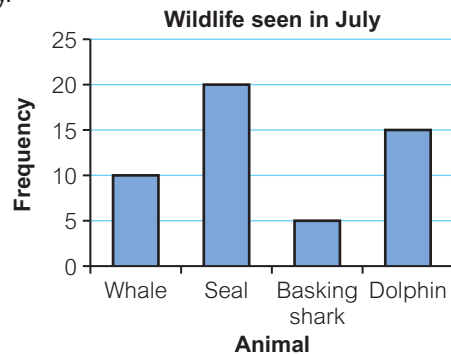 y.
Wildlife seen in July
25
20
15
10
5
0
Frequency
Whale Seal Basking shark Dolphin
Animal